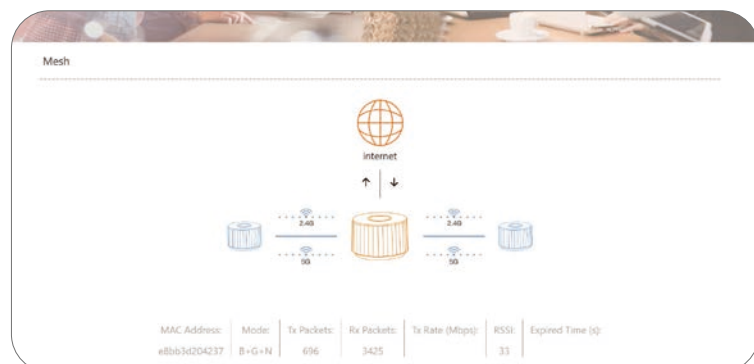 Mesh
internet
2.4G 2.4G
5G 5G
MAC Address: Mode: Tx Packets: Rx Packets: Tx Rate (Mbps): RSSI: Expired Time (s):
e8bb3d204237 B+G+N 696 3425 33